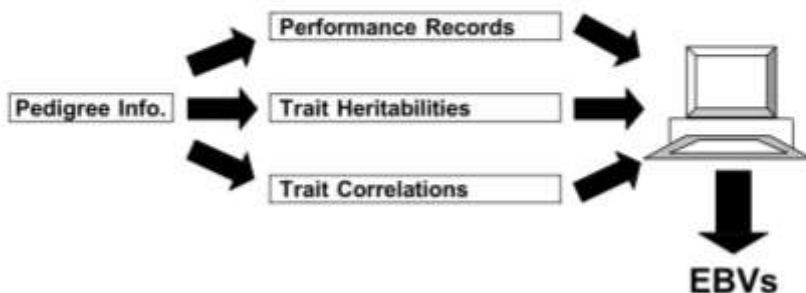 Performance Records
Pedigree Info.
Trait Heritabilities
Trait Correlations
EBVs